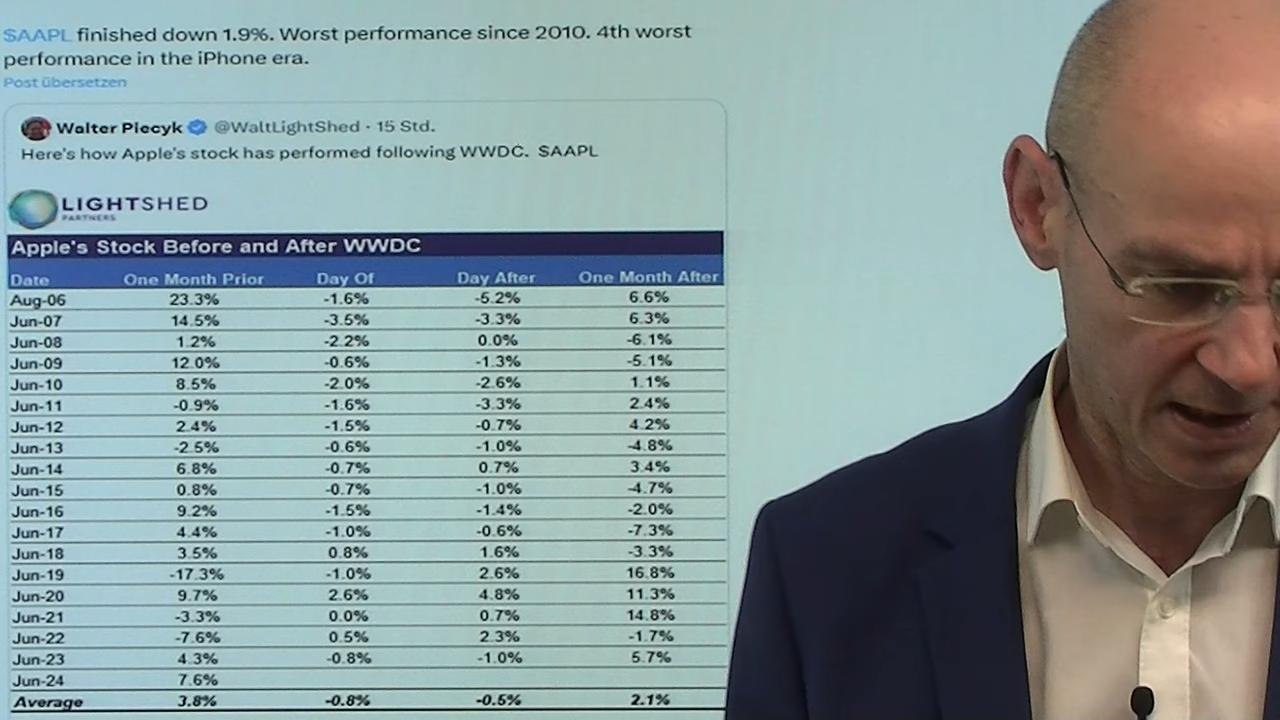 $AAPL finished down 1.9%. Worst performance since 2010. 4th worst
performance in the iPhone era.
Post übersetzen
Walter Piecyk @WaltLightShed · 15 Std.
Here's how Apple's stock has performed following WWDC. $AAPL
LIGHTSHED
PARTNERS
Apple's Stock Before and After WWDC
Date One Month Prior Day Of Day After One Month After
Aug-06 23.3% -1.6% -5.2% 6.6%
Jun-07 14.5% -3.5% -3.3% 6.3%
Jun-08 1.2% -2.2% 0.0% -6.1%
Jun-09 12.0% -0.6% -1.3% -5.1%
Jun-10 8.5% -2.0% -2.6% 1.1%
Jun-11 -0.9% -1.6% -3.3% 2.4%
Jun-12 2.4% -1.5% -0.7% 4.2%
Jun-13 -2.5% -0.6% -1.0% -4.8%
Jun-14 6.8% -0.7% 0.7% 3.4%
Jun-15 0.8% -0.7% -1.0% -4.7%
Jun-16 9.2% -1.5% -1.4% -2.0%
Jun-17 4.4% -1.0% -0.6% -7.3%
Jun-18 3.5% 0.8% 1.6% -3.3%
Jun-19 -17.3% -1.0% 2.6% 16.8%
Jun-20 9.7% 2.6% 4.8% 11.3%
Jun-21 -3.3% 0.0% 0.7% 14.8%
Jun-22 -7.6% 0.5% 2.3% -1.7%
Jun-23 4.3% -0.8% -1.0% 5.7%
Jun-24 7.6%
Average 3.8% -0.8% -0.5% 2.1%